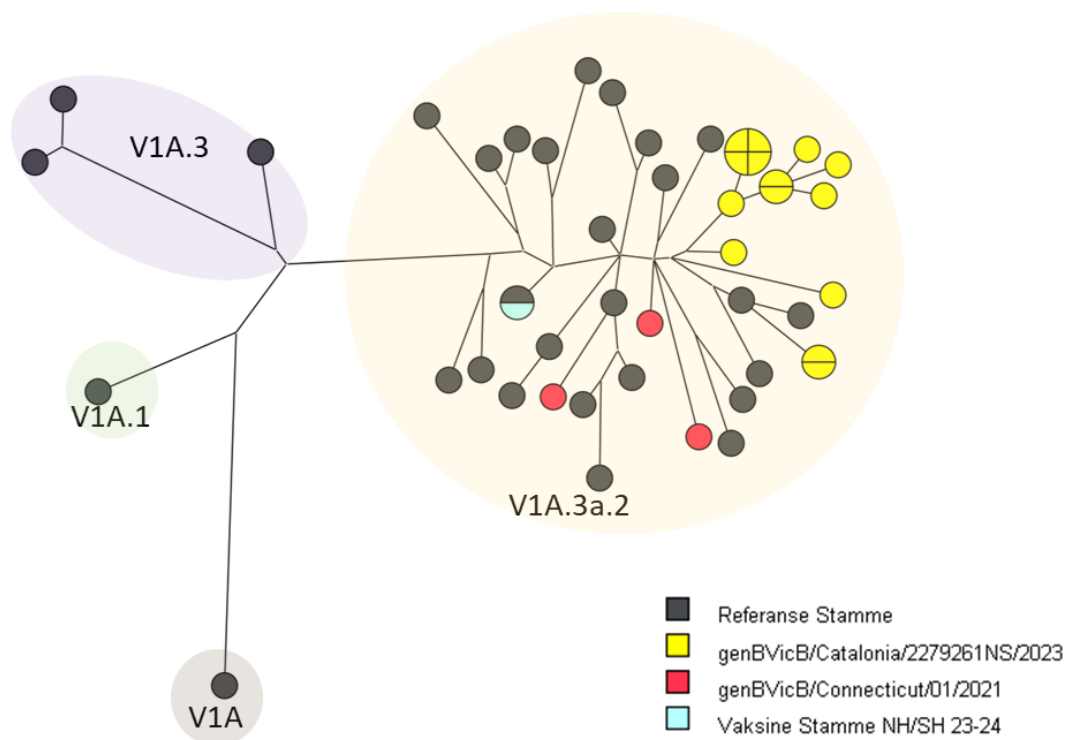 V1A.3
V1A.1
V1A.3a.2
V1A
Referanse Stamme
genBVicB/Catalonia/2279261NS/2023
genBVicB/Connecticut/01/2021
Vaksine Stamme NH/SH 23-24